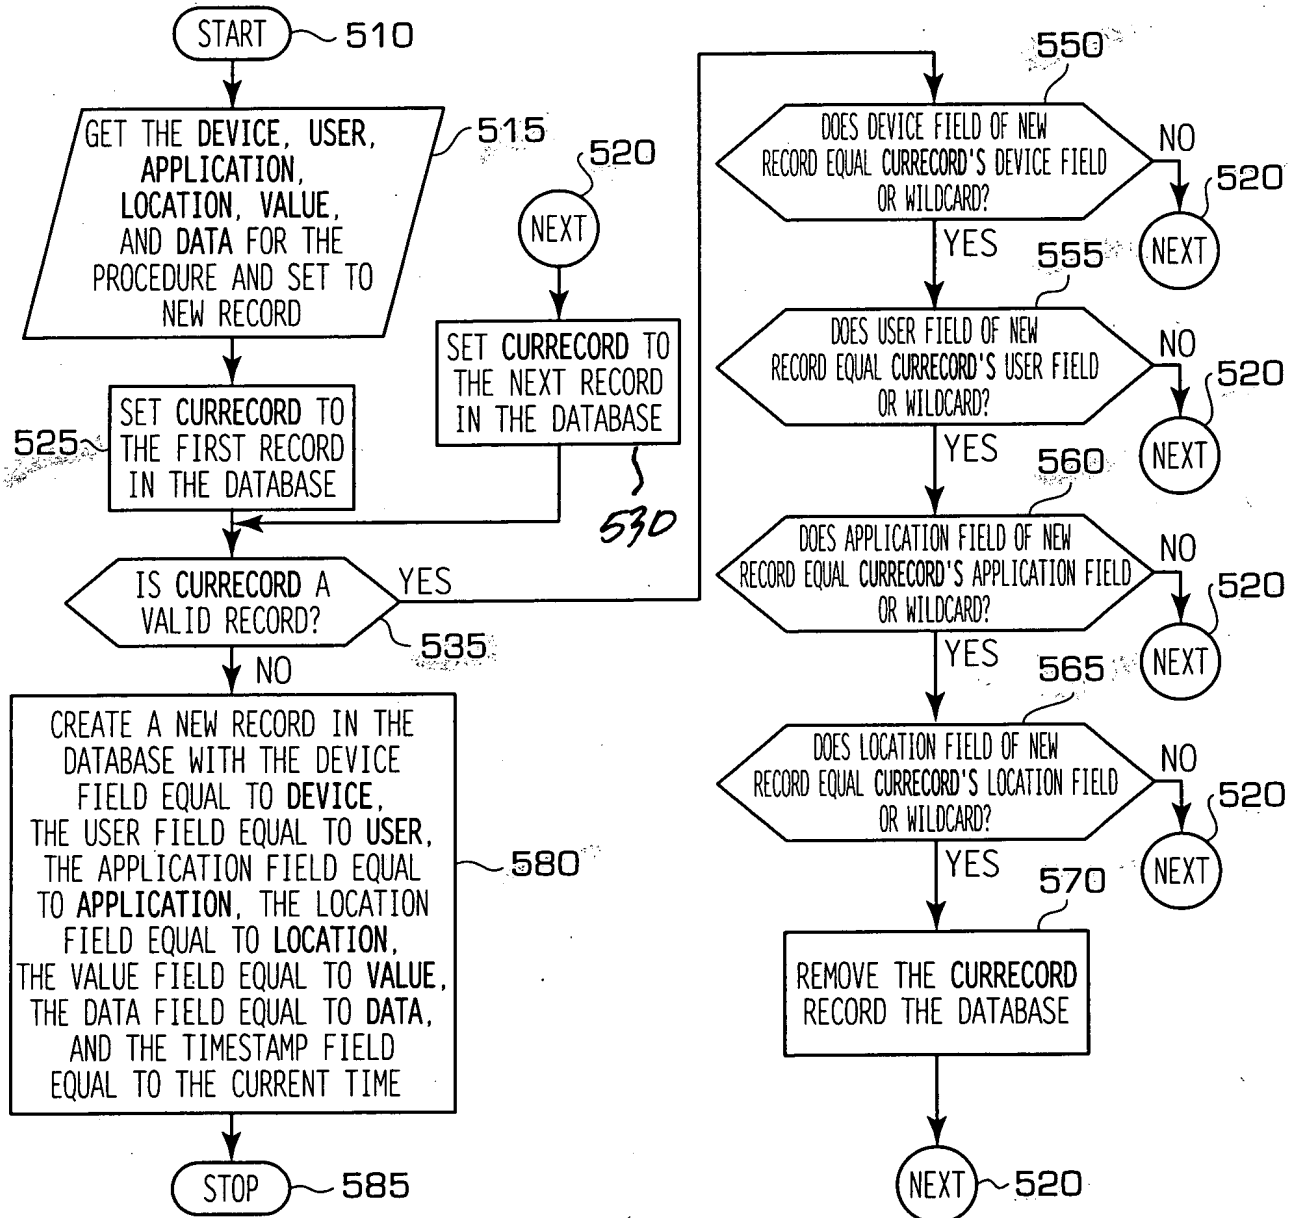 START
510
GET THE DEVICE, USER,
APPLICATION,
LOCATION, VALUE,
AND DATA FOR THE
PROCEDURE AND SET TO
NEW RECORD
515
520
NEXT
SET CURRECORD TO
THE NEXT RECORD
IN THE DATABASE
530
525
SET CURRECORD TO
THE FIRST RECORD
IN THE DATABASE
IS CURRECORD A
VALID RECORD?
YES
535
NO
CREATE A NEW RECORD IN THE
DATABASE WITH THE DEVICE
FIELD EQUAL TO DEVICE,
THE USER FIELD EQUAL TO USER,
THE APPLICATION FIELD EQUAL
TO APPLICATION, THE LOCATION
FIELD EQUAL TO LOCATION,
THE VALUE FIELD EQUAL TO VALUE,
THE DATA FIELD EQUAL TO DATA,
AND THE TIMESTAMP FIELD
EQUAL TO THE CURRENT TIME
580
STOP
585
550
DOES DEVICE FIELD OF NEW
RECORD EQUAL CURRECORD'S DEVICE FIELD
OR WILDCARD?
NO
520
NEXT
YES
555
DOES USER FIELD OF NEW
RECORD EQUAL CURRECORD'S USER FIELD
OR WILDCARD?
NO
520
NEXT
YES
560
DOES APPLICATION FIELD OF NEW
RECORD EQUAL CURRECORD'S APPLICATION FIELD
OR WILDCARD?
NO
520
NEXT
YES
565
DOES LOCATION FIELD OF NEW
RECORD EQUAL CURRECORD'S LOCATION FIELD
OR WILDCARD?
NO
520
NEXT
YES
570
REMOVE THE CURRECORD
RECORD THE DATABASE
NEXT
520